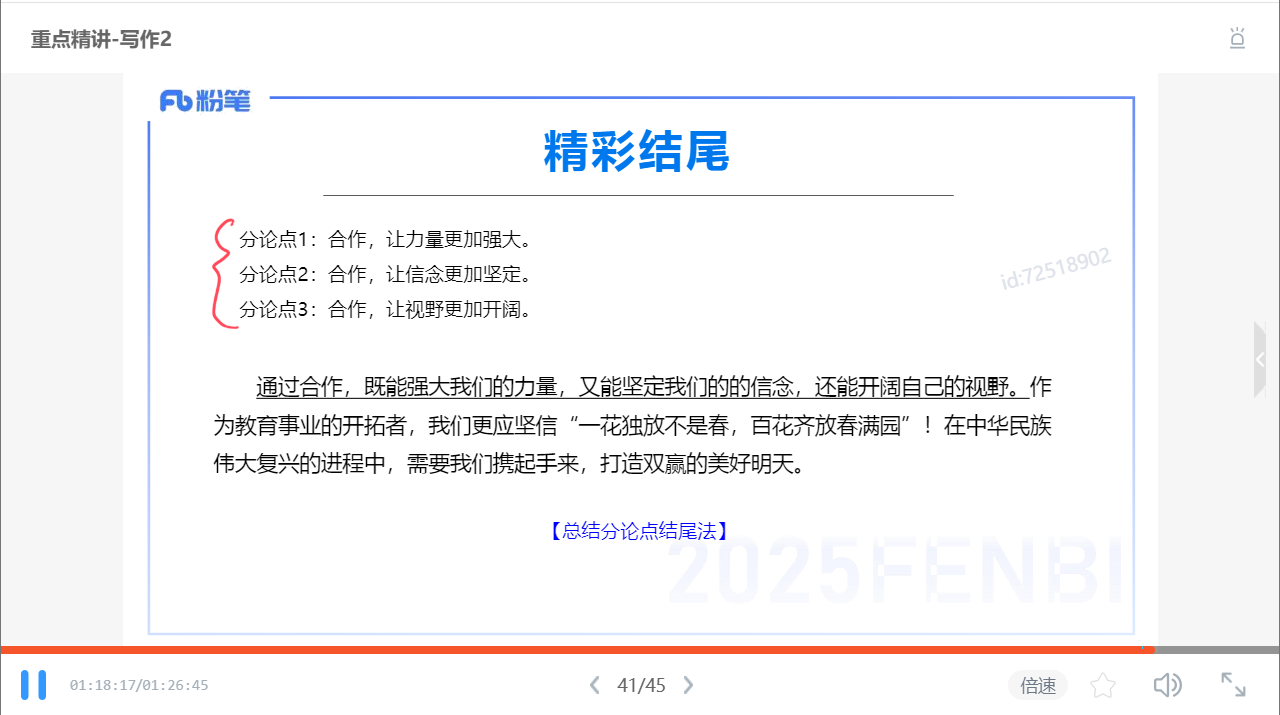 重点精讲-写作2
粉笔
精彩结尾
分论点1：合作，让力量更加强大。
分论点2：合作，让信念更加坚定。
id:72518902
分论点3：合作，让视野更加开阔。
通过合作，既能强大我们的力量，又能坚定我们的的信念，还能开阔自己的视野。作
为教育事业的开拓者，我们更应坚信“一花独放不是春，百花齐放春满园”！在中华民族
伟大复兴的进程中，需要我们携起手来，打造双赢的美好明天。
【总结分论点结尾法】
2025FENBI
01:18:17/01:26:45
41/45
倍速